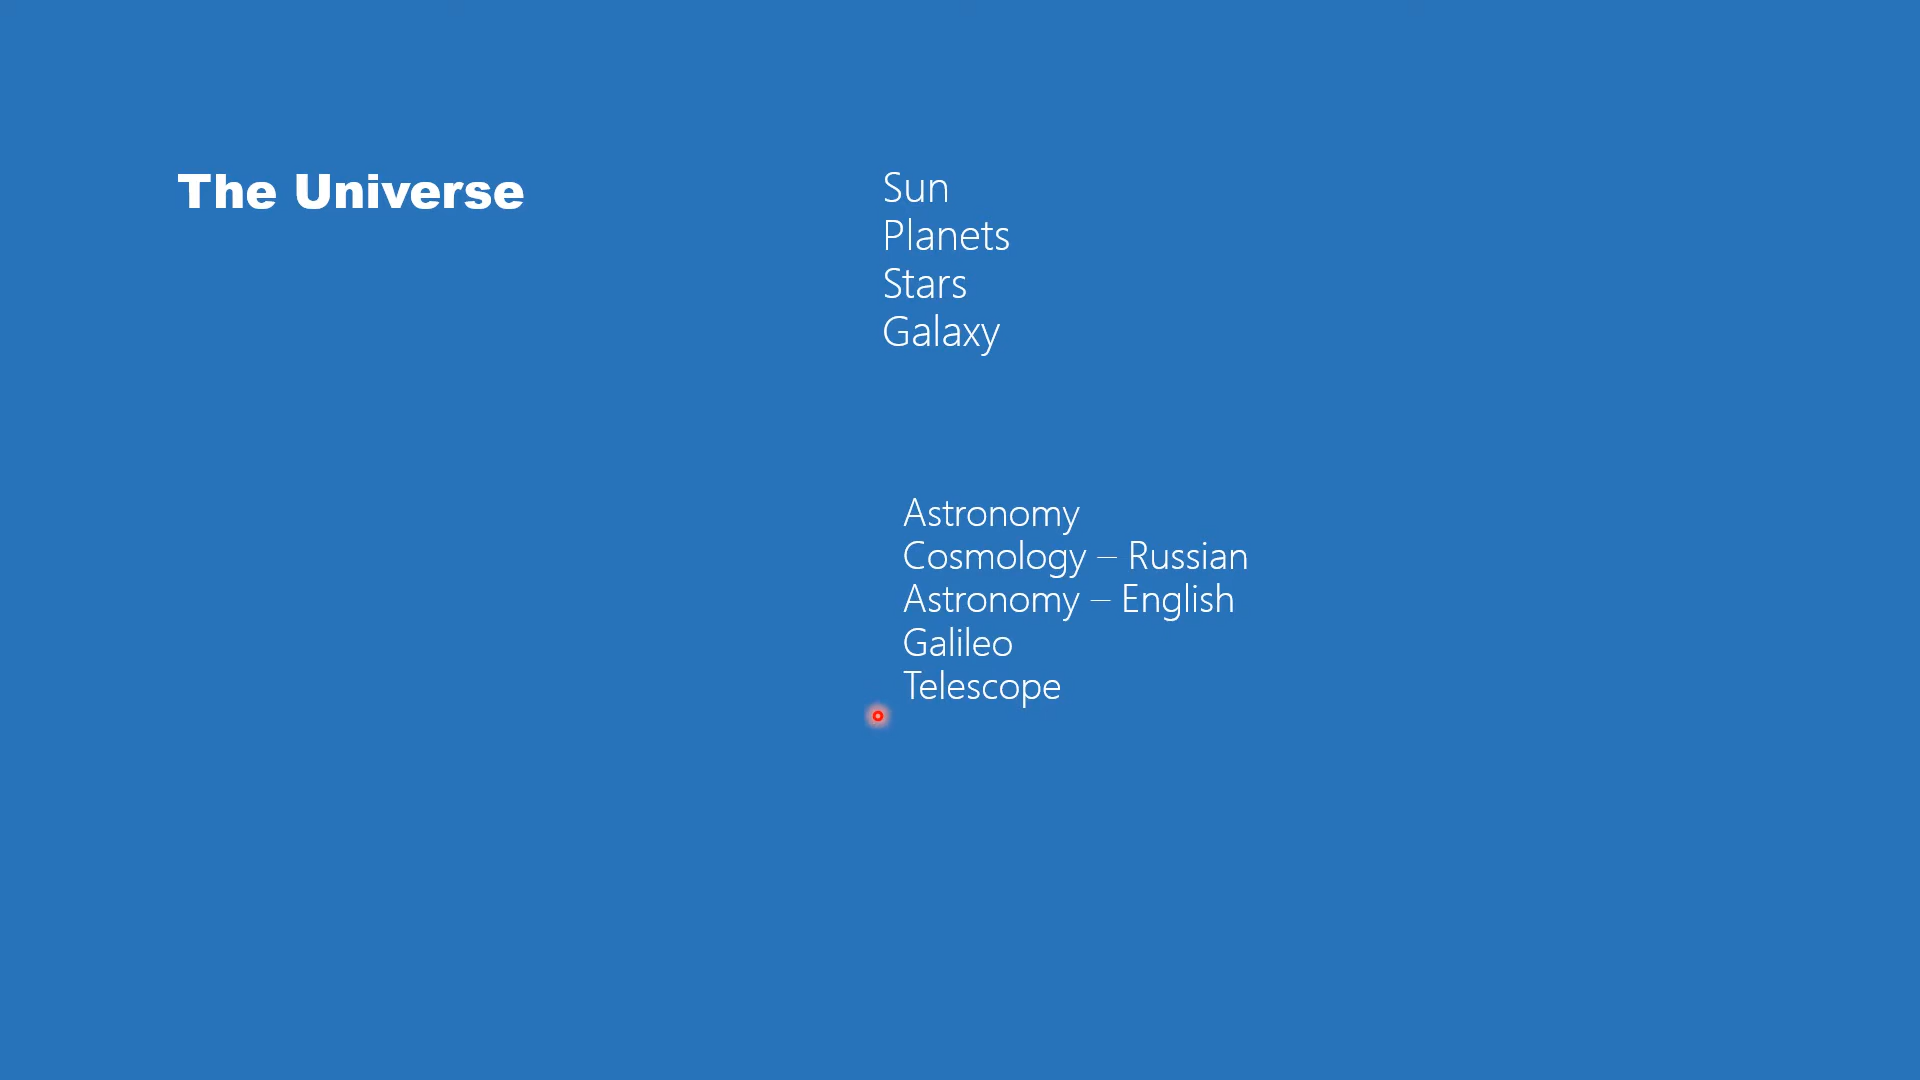 The Universe
Sun
Planets
Stars
Galaxy
Astronomy
Cosmology – Russian
Astronomy – English
Galileo
Telescope